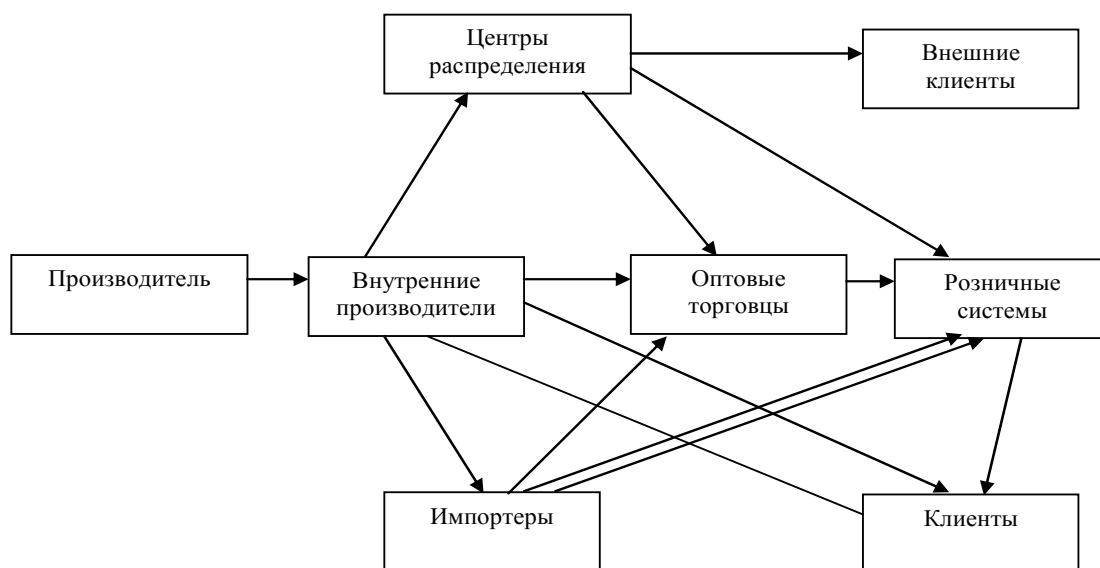 Центры
распределения
Внешние
клиенты
Производитель
Внутренние
производители
Оптовые
торговцы
Розничные
системы
Импортеры
Клиенты